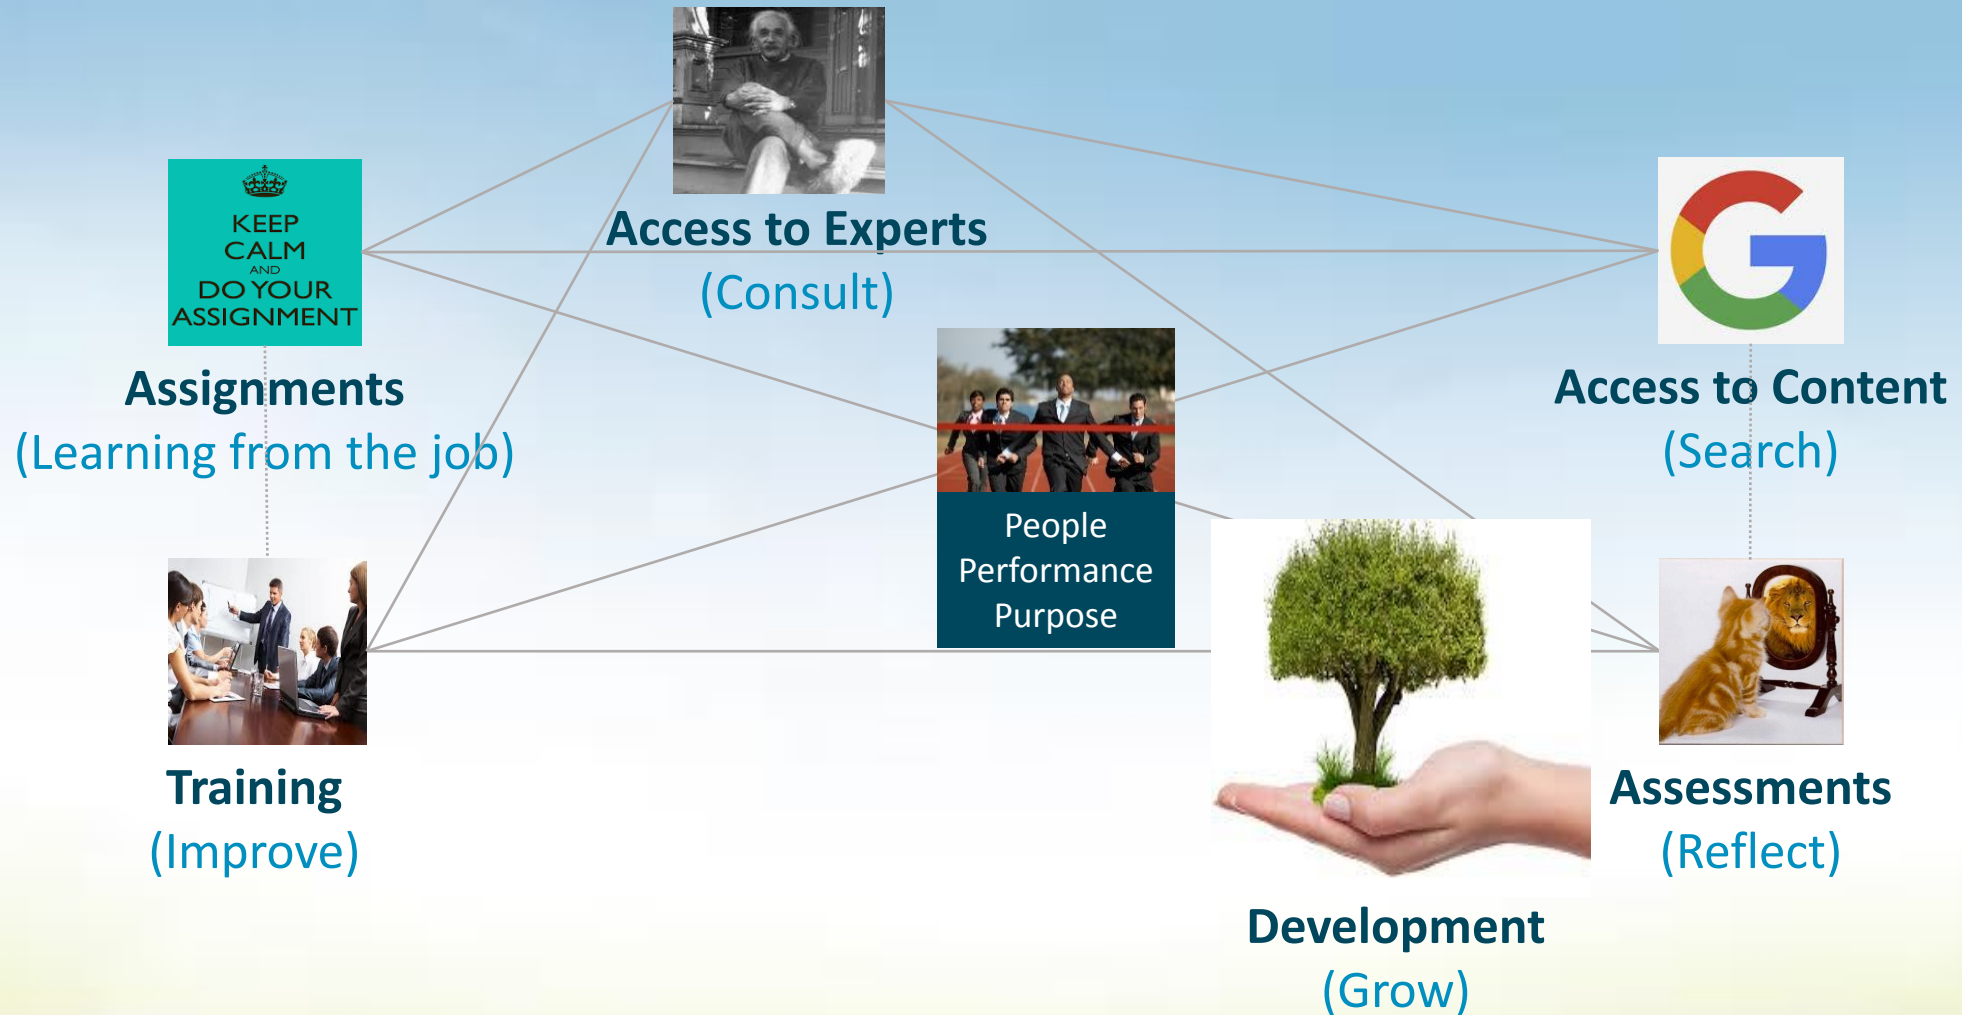 KEEP
CALM
AND
DO YOUR
ASSIGNMENT
Assignments
(Learning from the job)
Access to Experts
(Consult)
G
Access to Content
(Search)
People
Performance
Purpose
Training
(Improve)
Development
(Grow)
Assessments
(Reflect)